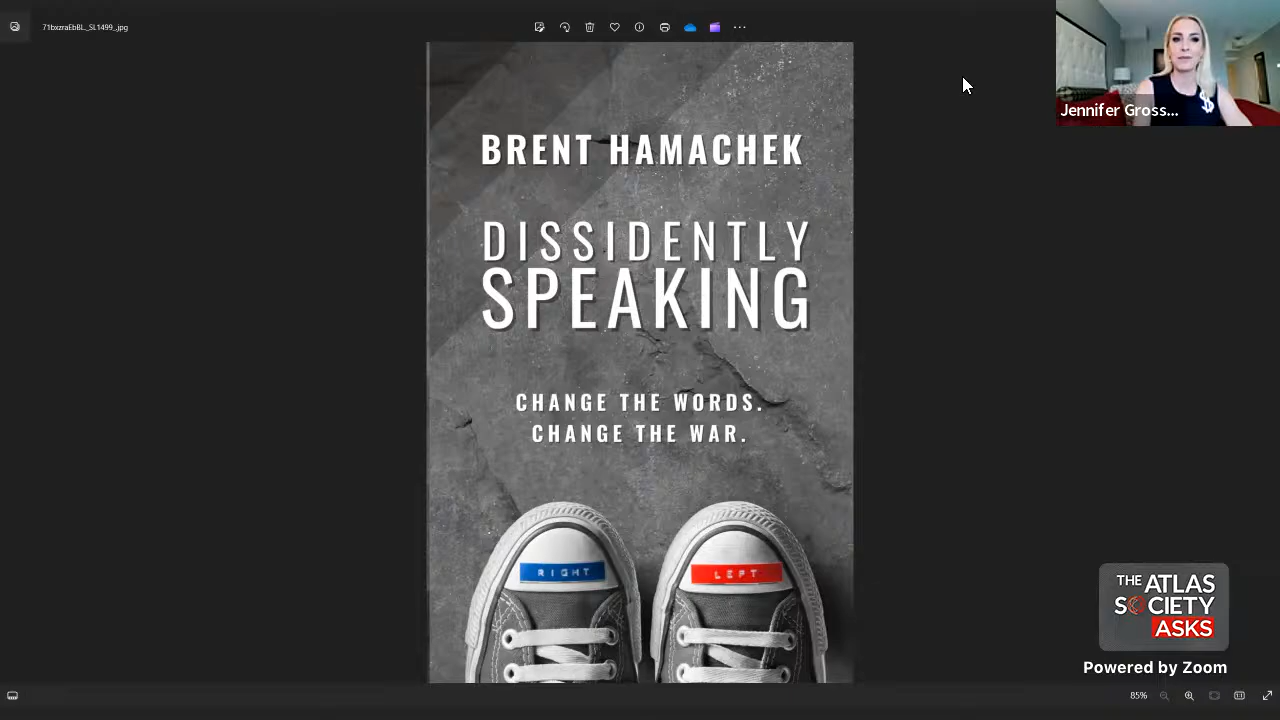 71bxzraEbBL._SL1499_.jpg
Jennifer Gross...
BRENT HAMACHEK
DISSIDENTLY
SPEAKING
CHANGE THE WORDS.
CHANGE THE WAR.
RIGHT
LEFT
THE ATLAS
SOCIETY
ASKS
Powered by Zoom
85%